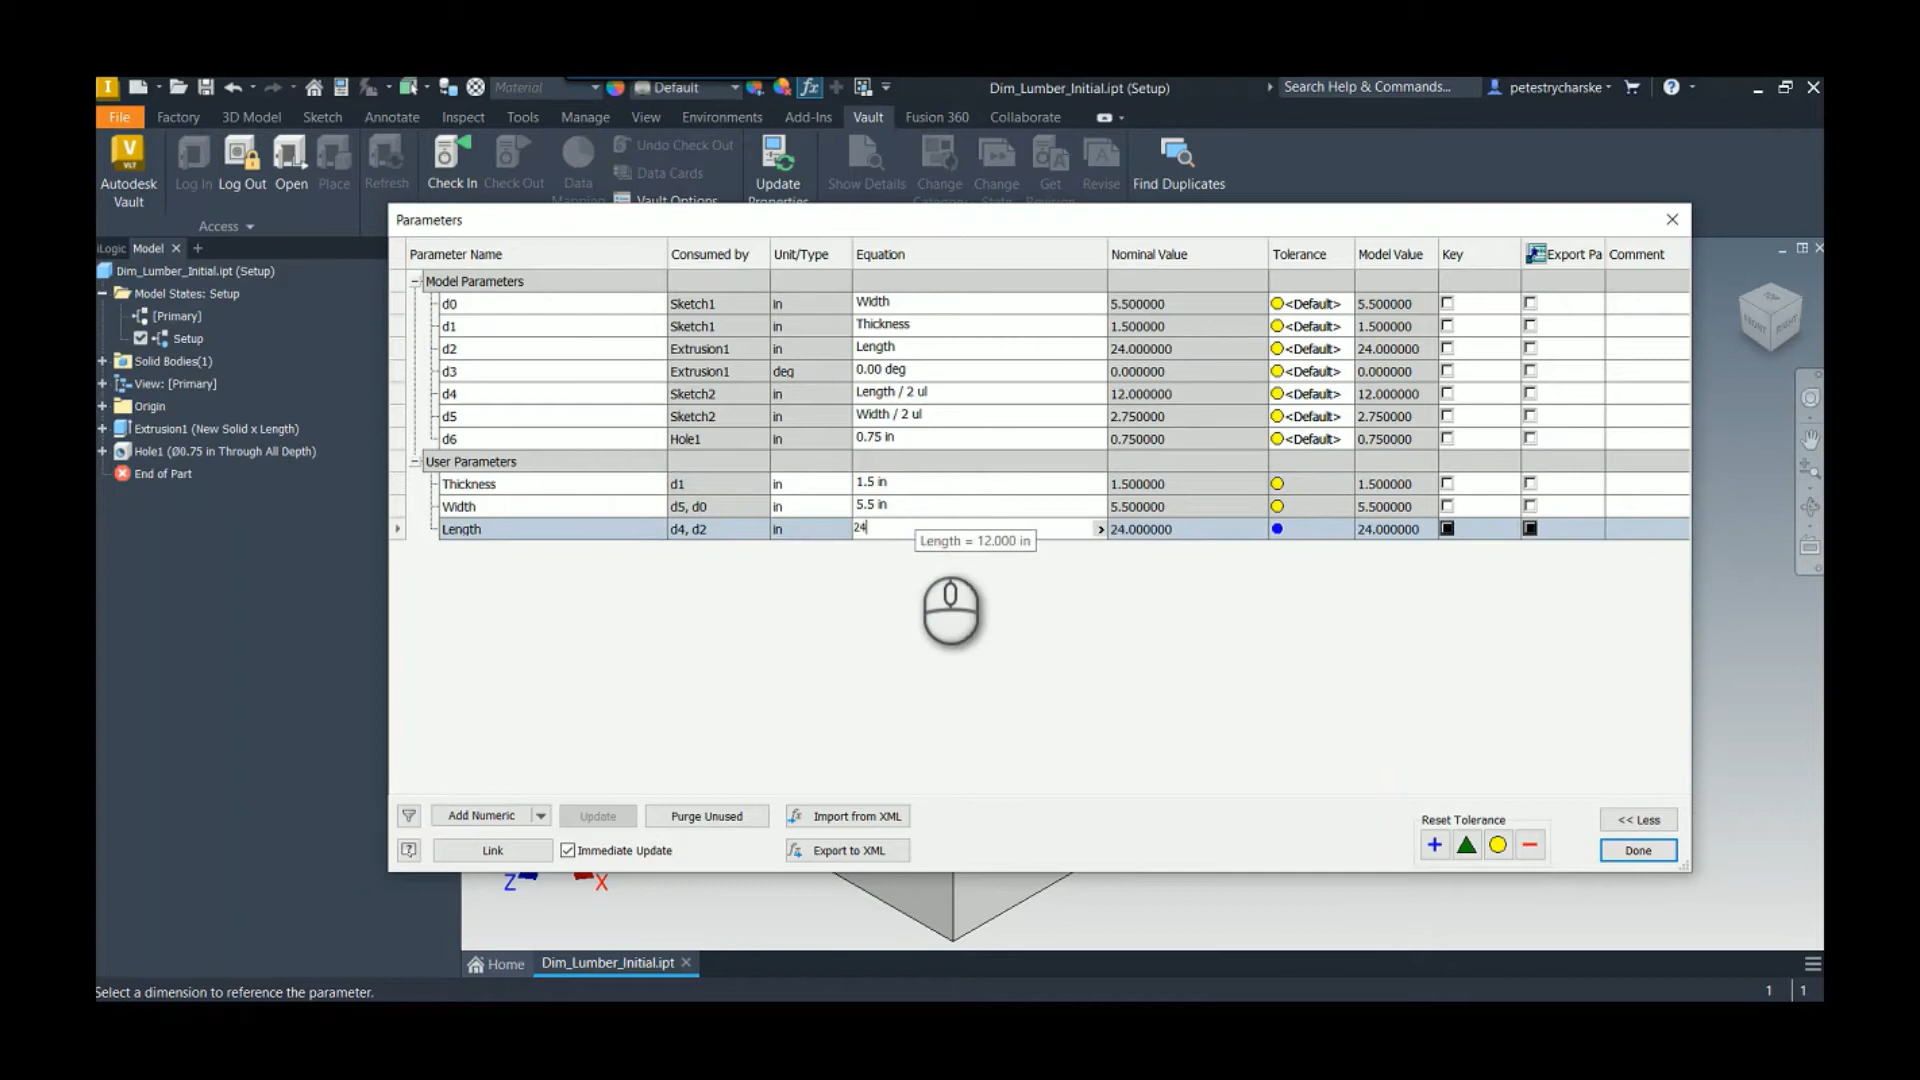 Material
Default
fx
Dim_Lumber_Initial.ipt (Setup)
Search Help & Commands...
petestrycharske
File Factory 3D Model Sketch Annotate Inspect Tools Manage View Environments Add-Ins Vault Fusion 360 Collaborate
VLT
Autodesk
Vault
Log In Log Out Open Place Refresh
Access
Check In Check Out
Data
Undo Check Out
Data Cards
Vault Options
Update
Properties
Show Details
Change
Change
Get
Revise
Find Duplicates
iLogic Model
Dim_Lumber_Initial.ipt (Setup)
Model States: Setup
[Primary]
Setup
Solid Bodies(1)
View: [Primary]
Origin
Extrusion1 (New Solid x Length)
Hole1 (Ø0.75 in Through All Depth)
End of Part
Parameters
Parameter Name Consumed by Unit/Type Equation Nominal Value Tolerance Model Value Key Export Pa Comment
Model Parameters
d0 Sketch1 in Width 5.500000 <Default> 5.500000
d1 Sketch1 in Thickness 1.500000 <Default> 1.500000
d2 Extrusion1 in Length 24.000000 <Default> 24.000000
d3 Extrusion1 deg 0.00 deg 0.000000 <Default> 0.000000
d4 Sketch2 in Length / 2 ul 12.000000 <Default> 12.000000
d5 Sketch2 in Width / 2 ul 2.750000 <Default> 2.750000
d6 Hole1 in 0.75 in 0.750000 <Default> 0.750000
User Parameters
Thickness d1 in 1.5 in 1.500000 1.500000
Width d5, d0 in 5.5 in 5.500000 5.500000
Length d4, d2 in 24 24.000000 24.000000
Length = 12.000 in
Add Numeric Update Purge Unused Import from XML
Link Immediate Update Export to XML
Reset Tolerance
<< Less
Done
FRONT RIGHT
Z X
Home Dim_Lumber_Initial.ipt
Select a dimension to reference the parameter.
1 1